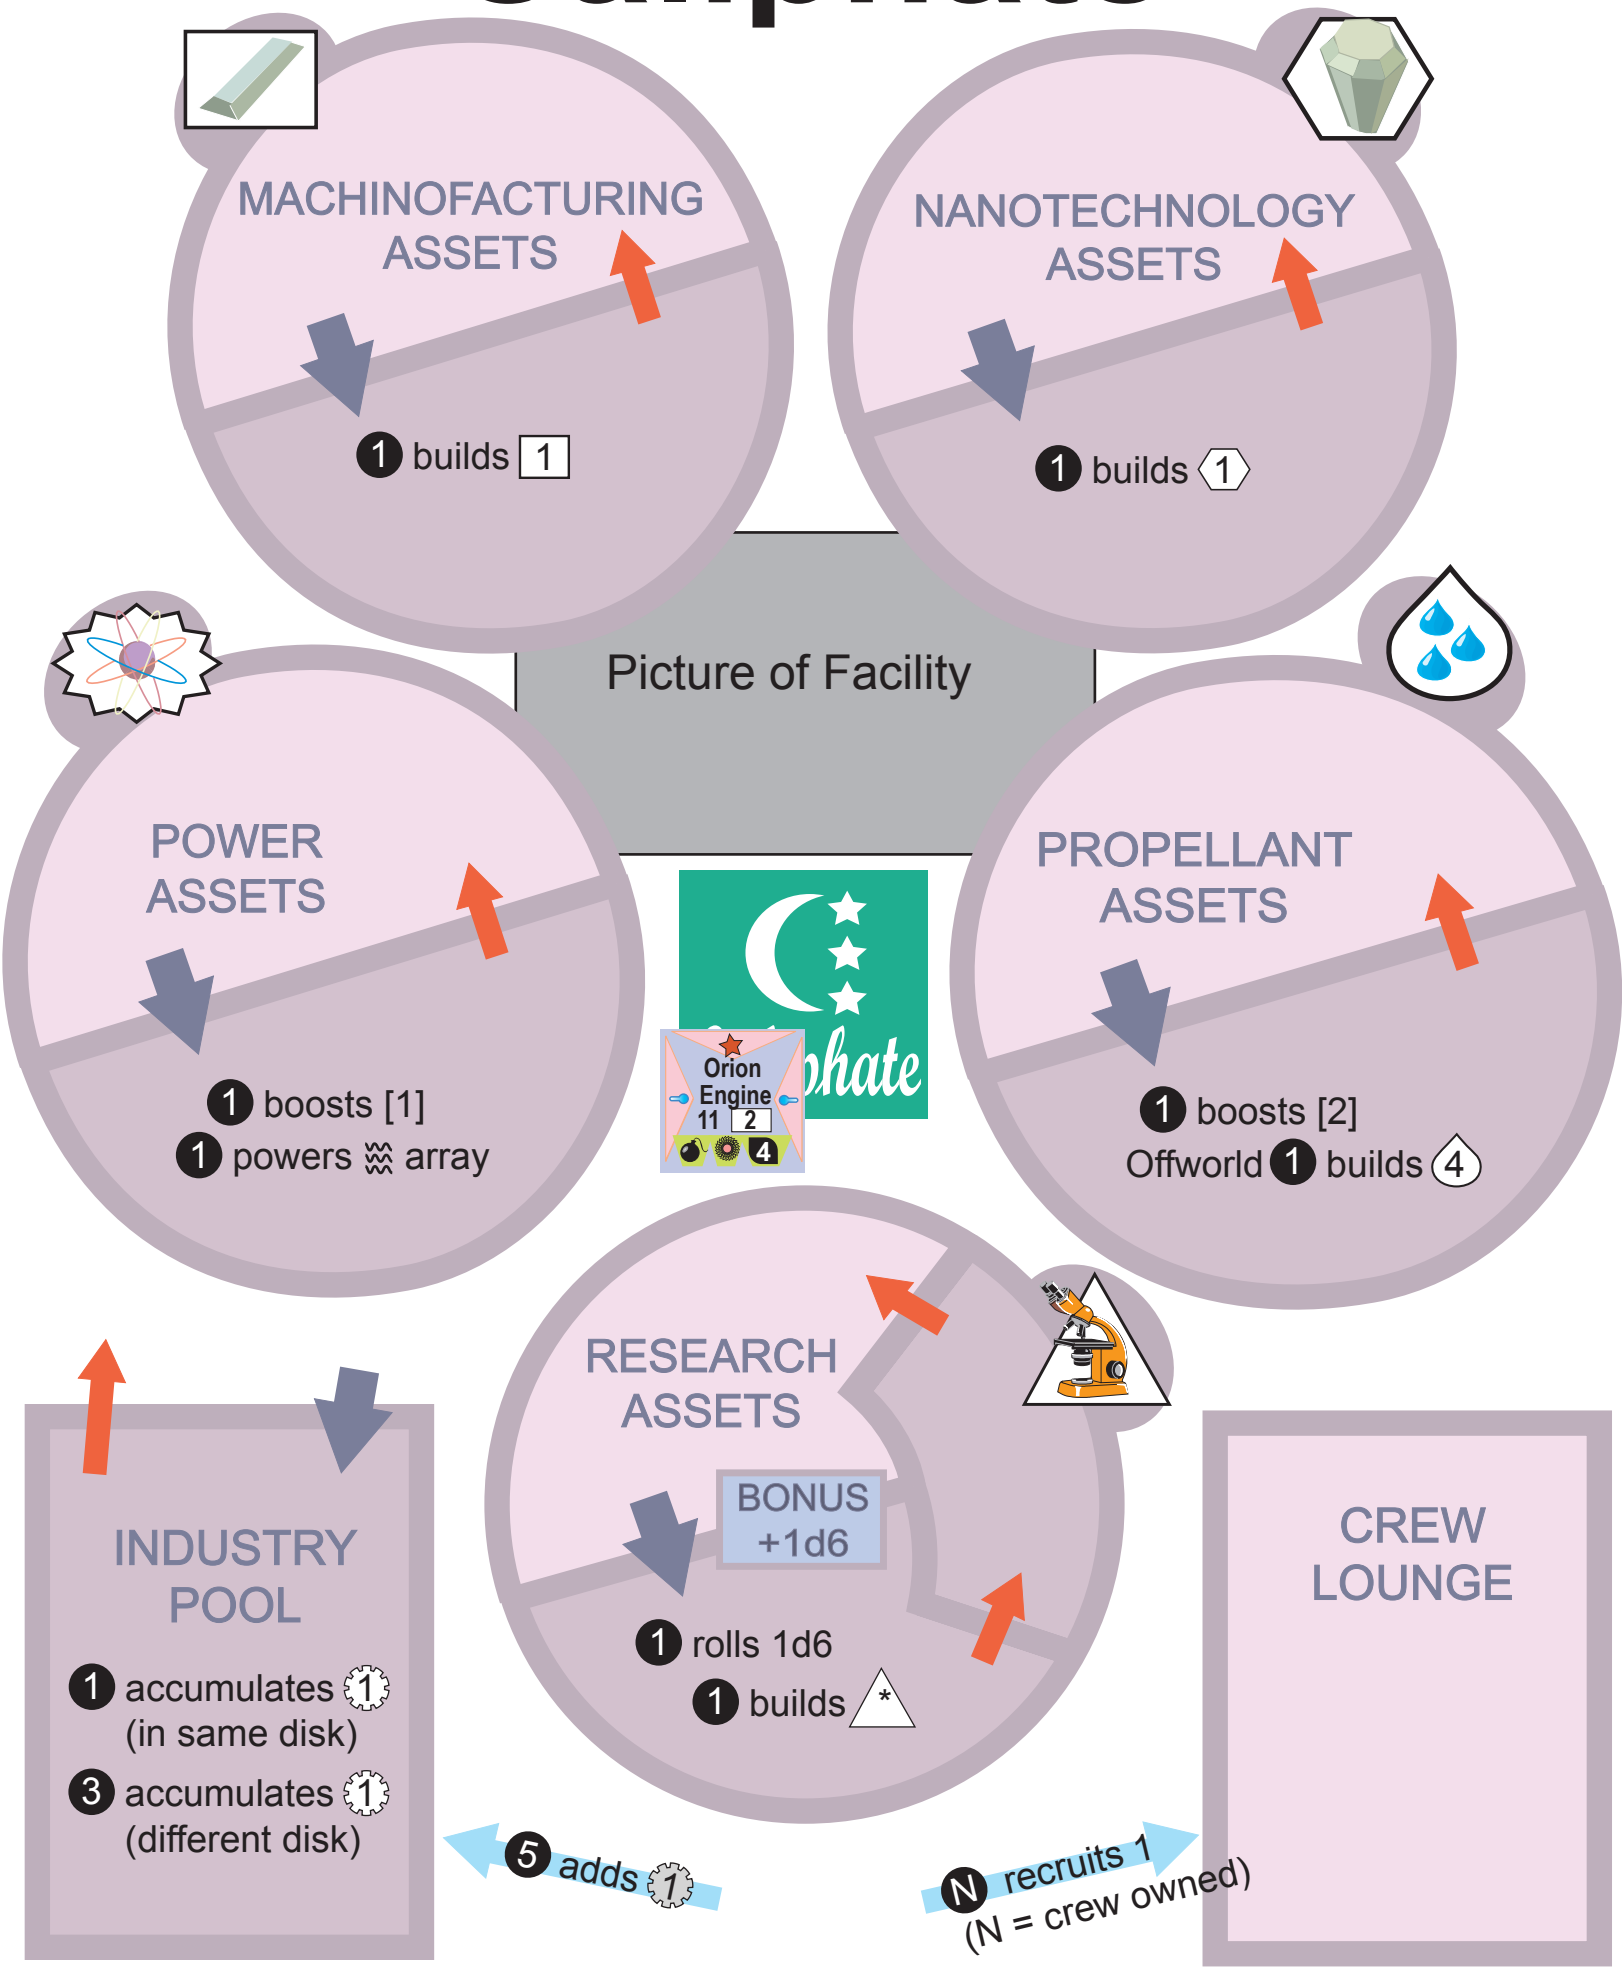 MACHINOFACTURING
ASSETS
NANOTECHNOLOGY
ASSETS
1 builds 1
1 builds 1
Picture of Facility
POWER
ASSETS
PROPELLANT
ASSETS
1 boosts [1]
1 powers array
phate
Orion
Engine
11 2
4
1 boosts [2]
Offworld 1 builds 4
RESEARCH
ASSETS
BONUS
+1d6
1 rolls 1d6
1 builds *
INDUSTRY
POOL
1 accumulates 1
(in same disk)
3 accumulates 1
(different disk)
5 adds 1
CREW
LOUNGE
N recruits 1
(N = crew owned)